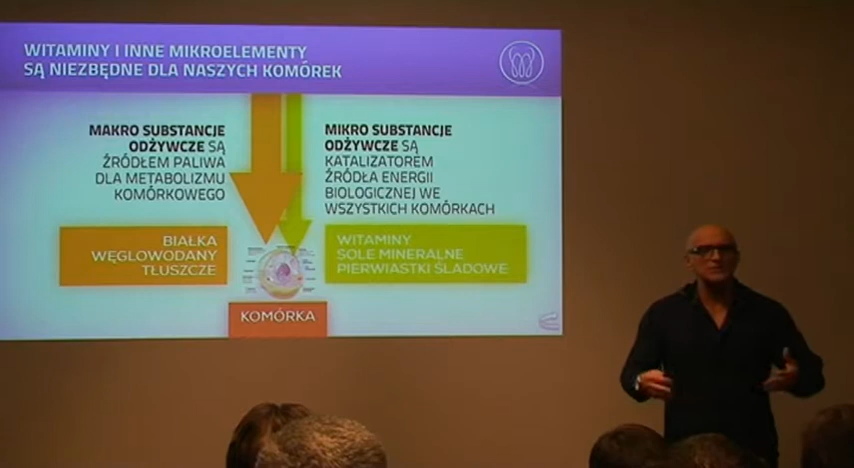 WITAMINY I INNE MIKROELEMENTY
SĄ NIEZBĘDNE DLA NASZYCH KOMÓREK
MAKRO SUBSTANCJE
ODŻYWCZE SĄ
ŹRÓDŁEM PALIWA
DLA METABOLIZMU
KOMÓRKOWEGO
BIAŁKA
WĘGLOWODANY
TŁUSZCZE
MIKRO SUBSTANCJE
ODŻYWCZE SĄ
KATALIZATOREM
ŹRÓDŁA ENERGII
BIOLOGICZNEJ WE
WSZYSTKICH KOMÓRKACH
WITAMINY
SOLE MINERALNE
PIERWIASTKI ŚLADOWE
KOMÓRKA